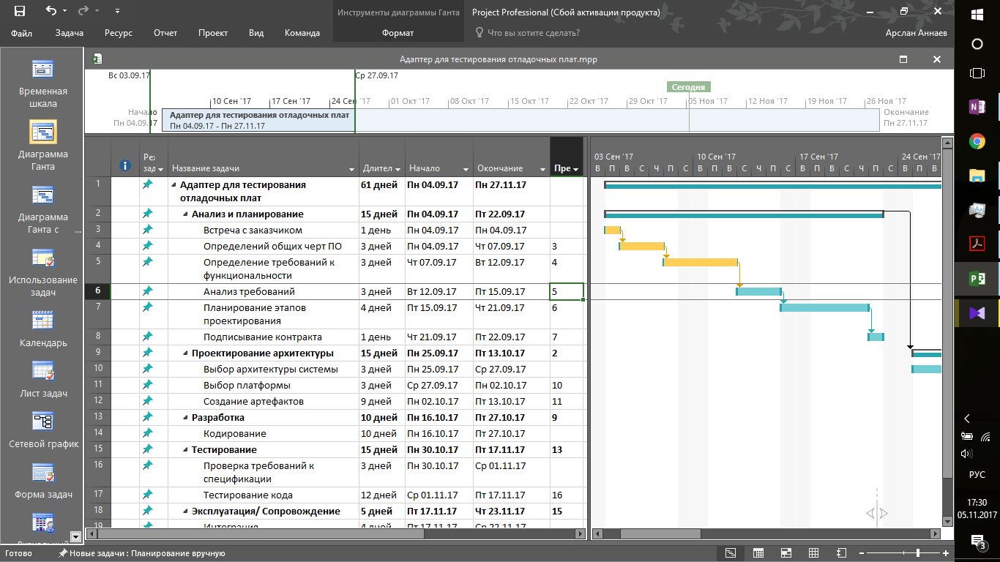 Инструменты диаграммы Ганта
Project Professional (Сбой активации продукта)
Файл Задача Ресурс Отчет Проект Вид Команда Формат Что вы хотите сделать? Арслан Аннаев
Адаптер для тестирования отладочных плат.mpp
Временная
шкала
Диаграмма
Ганта
Диаграмма
Ганта с ...
Использование
задач
Календарь
Лист задач
Сетевой график
Форма задач
Вс 03.09.17 Ср 27.09.17
Сегодня
10 Сен '17 17 Сен '17 24 Сен '17 01 Окт '17 08 Окт '17 15 Окт '17 22 Окт '17 29 Окт '17 05 Ноя '17 12 Ноя '17 19 Ноя '17 26 Ноя '17
Начало
Пн 04.09.17
Адаптер для тестирования отладочных плат
Пн 04.09.17 - Пн 27.11.17
Окончание
Пн 27.11.17
Ре
зад Название задачи Длител Начало Окончание Пре
03 Сен '17 10 Сен '17 17 Сен '17 24 Сен '17
В П В С Ч П С В П В С Ч П С В П В С Ч П С В П В
1 Адаптер для тестирования 61 дней Пн 04.09.17 Пн 27.11.17
отладочных плат
2 Анализ и планирование 15 дней Пн 04.09.17 Пт 22.09.17
3 Встреча с заказчиком 1 день Пн 04.09.17 Пн 04.09.17
4 Определений общих черт ПО 3 дней Пн 04.09.17 Чт 07.09.17 3
5 Определение требований к 3 дней Чт 07.09.17 Вт 12.09.17 4
функциональности
6 Анализ требований 3 дней Вт 12.09.17 Пт 15.09.17 5
7 Планирование этапов 4 дней Пт 15.09.17 Чт 21.09.17 6
проектирования
8 Подписывание контракта 1 день Чт 21.09.17 Пт 22.09.17 7
9 Проектирование архитектуры 15 дней Пн 25.09.17 Пт 13.10.17 2
10 Выбор архитектуры системы 3 дней Пн 25.09.17 Ср 27.09.17
11 Выбор платформы 3 дней Ср 27.09.17 Пн 02.10.17 10
12 Создание артефактов 9 дней Пн 02.10.17 Пт 13.10.17 11
13 Разработка 10 дней Пн 16.10.17 Пт 27.10.17 9
14 Кодирование 10 дней Пн 16.10.17 Пт 27.10.17
15 Тестирование 15 дней Пн 30.10.17 Пт 17.11.17 13
16 Проверка требований к 3 дней Пн 30.10.17 Ср 01.11.17
спецификации
17 Тестирование кода 12 дней Ср 01.11.17 Пт 17.11.17 16
18 Эксплуатация/ Сопровождение 5 дней Пт 17.11.17 Чт 23.11.17 15
19 Интеграция 4 дней Пт 17.11.17 Ср 22.11.17
Готово Новые задачи : Планирование вручную
РУС
17:30
05.11.2017
3